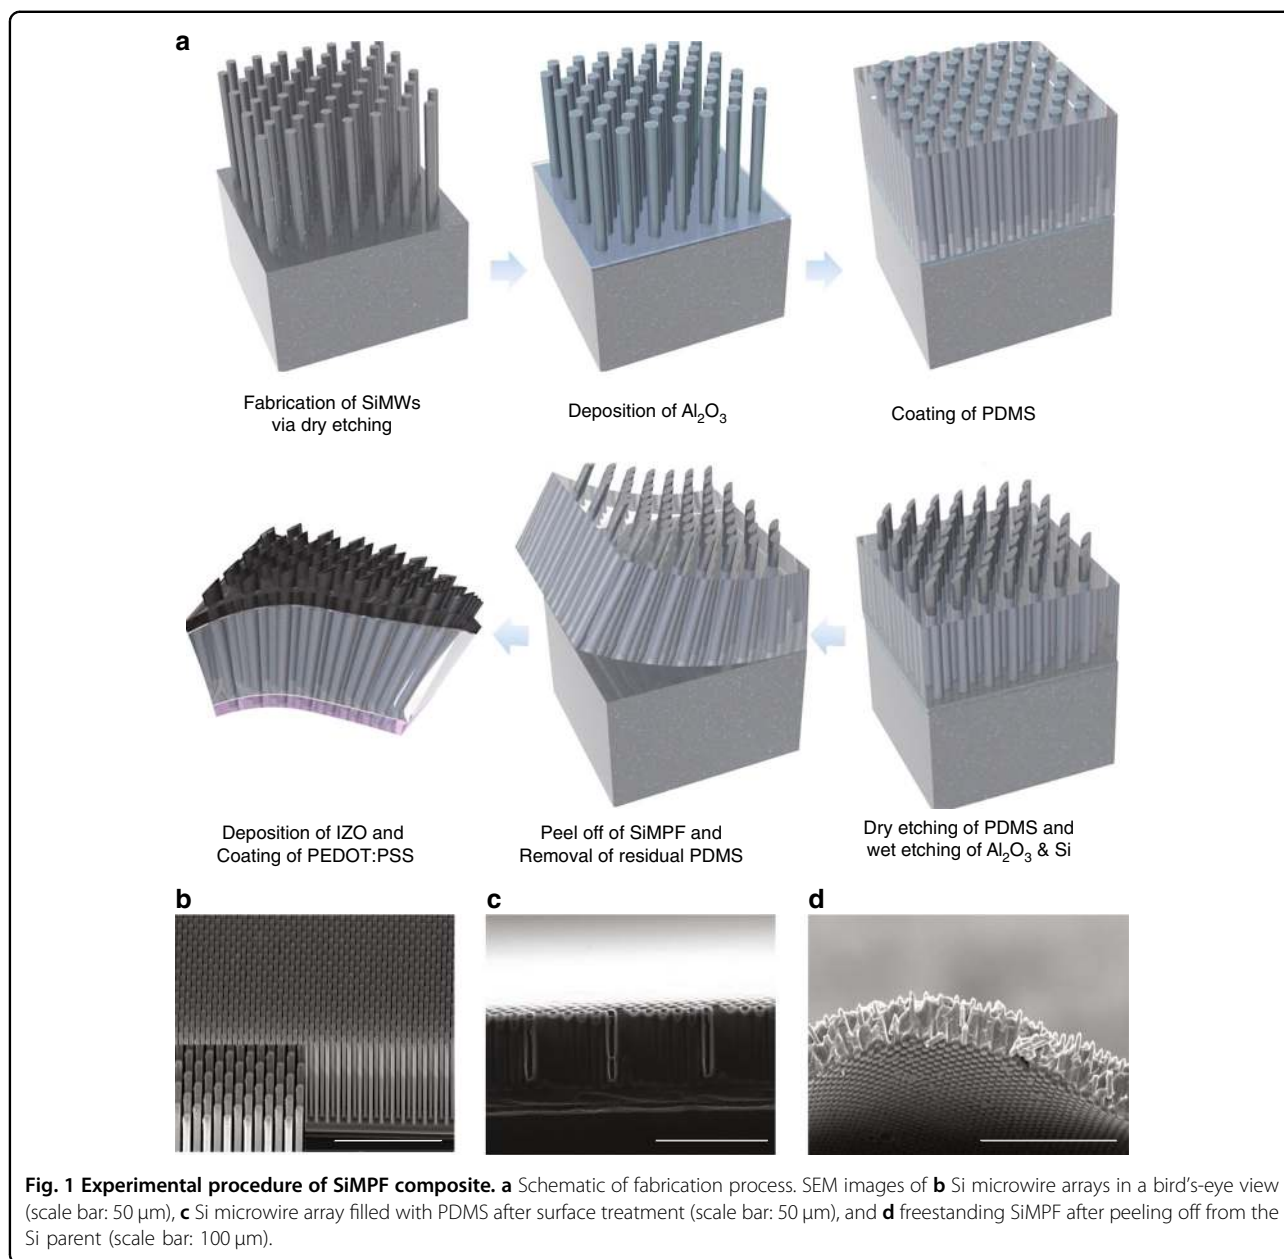 a
Fabrication of SiMWs
via dry etching
Deposition of Al₂O₃
Coating of PDMS
Deposition of IZO and
Coating of PEDOT:PSS
Peel off of SiMPF and
Removal of residual PDMS
Dry etching of PDMS and
wet etching of Al₂O₃ & Si
b
c
d
Fig. 1 Experimental procedure of SiMPF composite. a Schematic of fabrication process. SEM images of b Si microwire arrays in a bird's-eye view
(scale bar: 50 µm), c Si microwire array filled with PDMS after surface treatment (scale bar: 50 µm), and d freestanding SiMPF after peeling off from the
Si parent (scale bar: 100 µm).